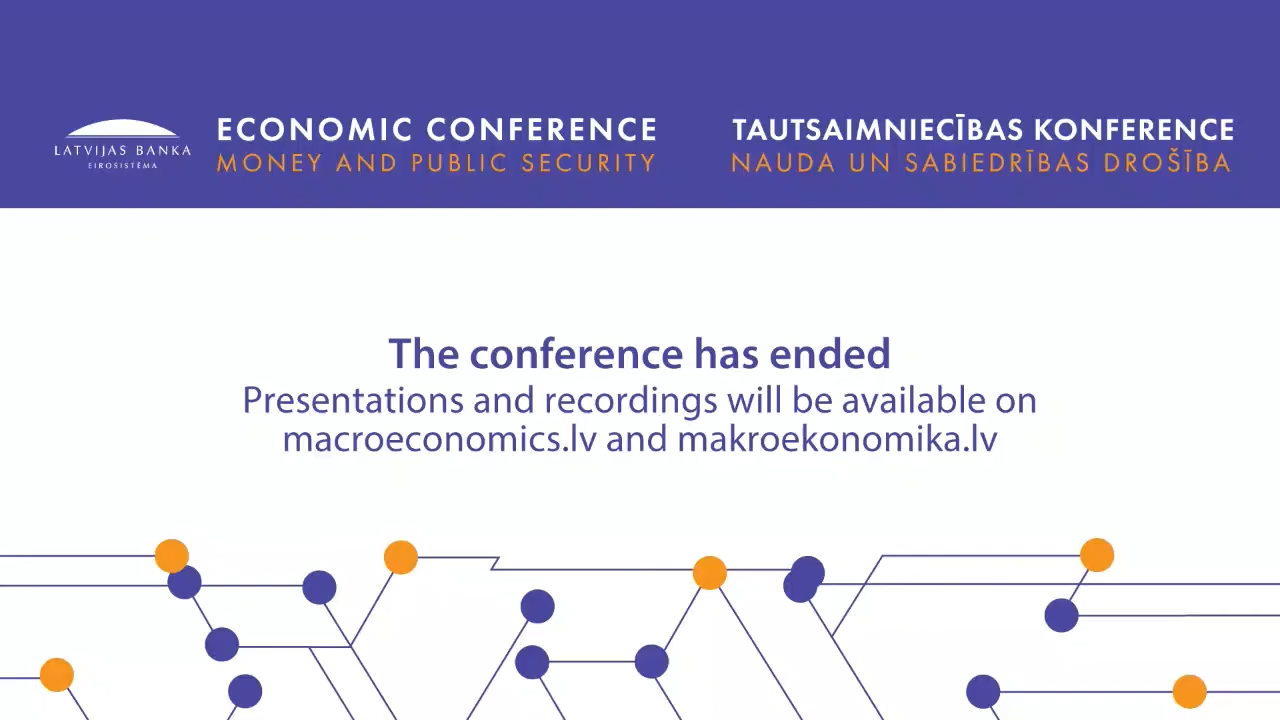 LATVIJAS BANKA
EIROSISTĒMA
ECONOMIC CONFERENCE
MONEY AND PUBLIC SECURITY
TAUTSAIMNIECĪBAS KONFERENCE
NAUDA UN SABIEDRĪBAS DROŠĪBA
The conference has ended
Presentations and recordings will be available on
macroeconomics.lv and makroekonomika.lv